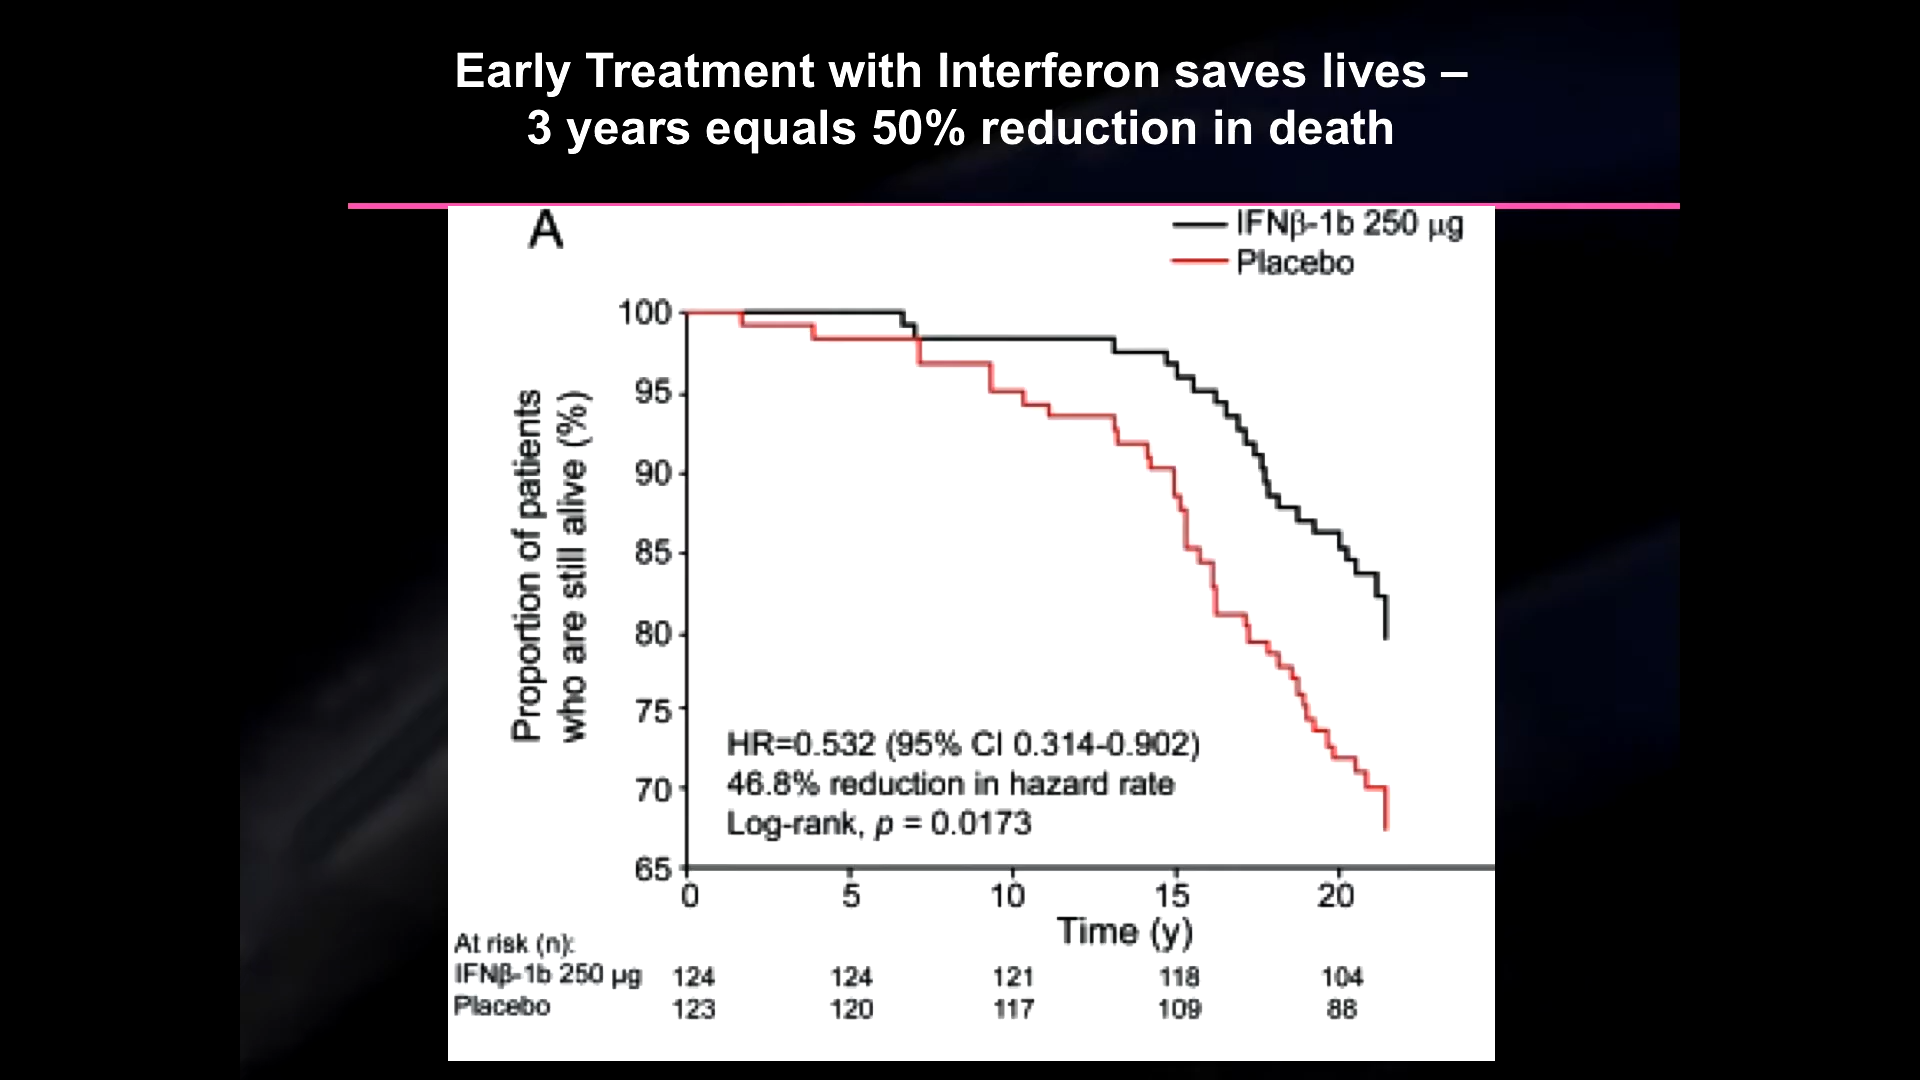 Early Treatment with Interferon saves lives –
3 years equals 50% reduction in death
A
IFNβ-1b 250 µg
Placebo
Proportion of patients
who are still alive (%)
100
95
90
85
80
75
70
65
HR=0.532 (95% CI 0.314-0.902)
46.8% reduction in hazard rate
Log-rank, p = 0.0173
0 5 10 15 20
Time (y)
At risk (n):
IFNβ-1b 250 µg 124 124 121 118 104
Placebo 123 120 117 109 88